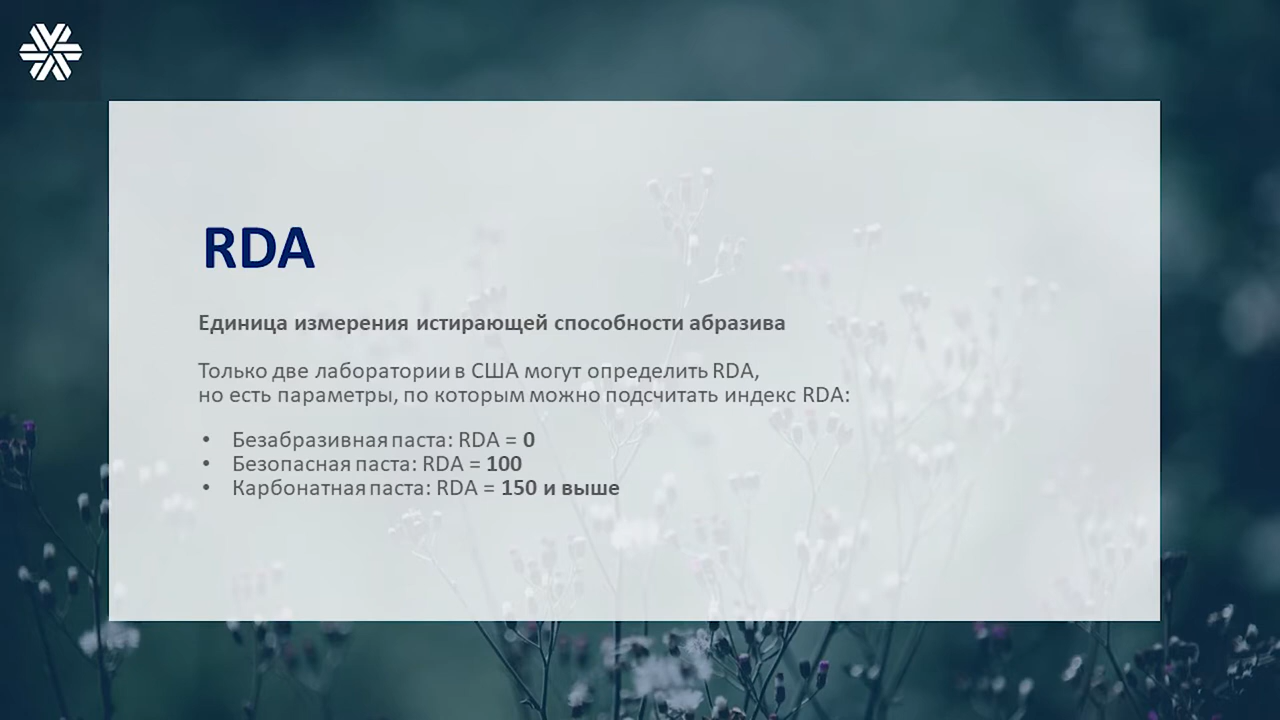 RDA
Единица измерения истирающей способности абразива
Только две лаборатории в США могут определить RDA,
но есть параметры, по которым можно подсчитать индекс RDA:
• Безабразивная паста: RDA = 0
• Безопасная паста: RDA = 100
• Карбонатная паста: RDA = 150 и выше